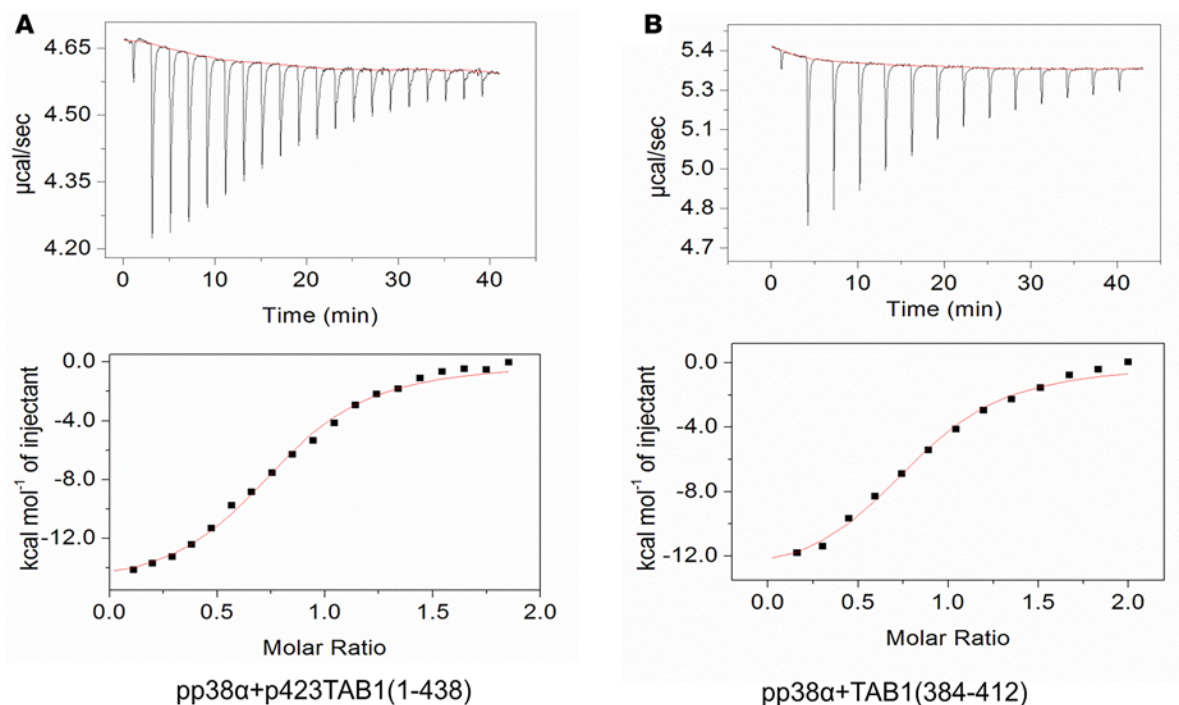 A
4.65
4.50
4.35
4.20
µcal/sec
0 10 20 30 40
Time (min)
0.0
-4.0
-8.0
-12.0
kcal mol⁻¹ of injectant
0.0 0.5 1.0 1.5 2.0
Molar Ratio
pp38α+p423TAB1(1-438)
B
5.4
5.3
5.1
5.0
4.8
4.7
µcal/sec
0 10 20 30 40
Time (min)
0.0
-4.0
-8.0
-12.0
kcal mol⁻¹ of injectant
0.0 0.5 1.0 1.5 2.0
Molar Ratio
pp38α+TAB1(384-412)